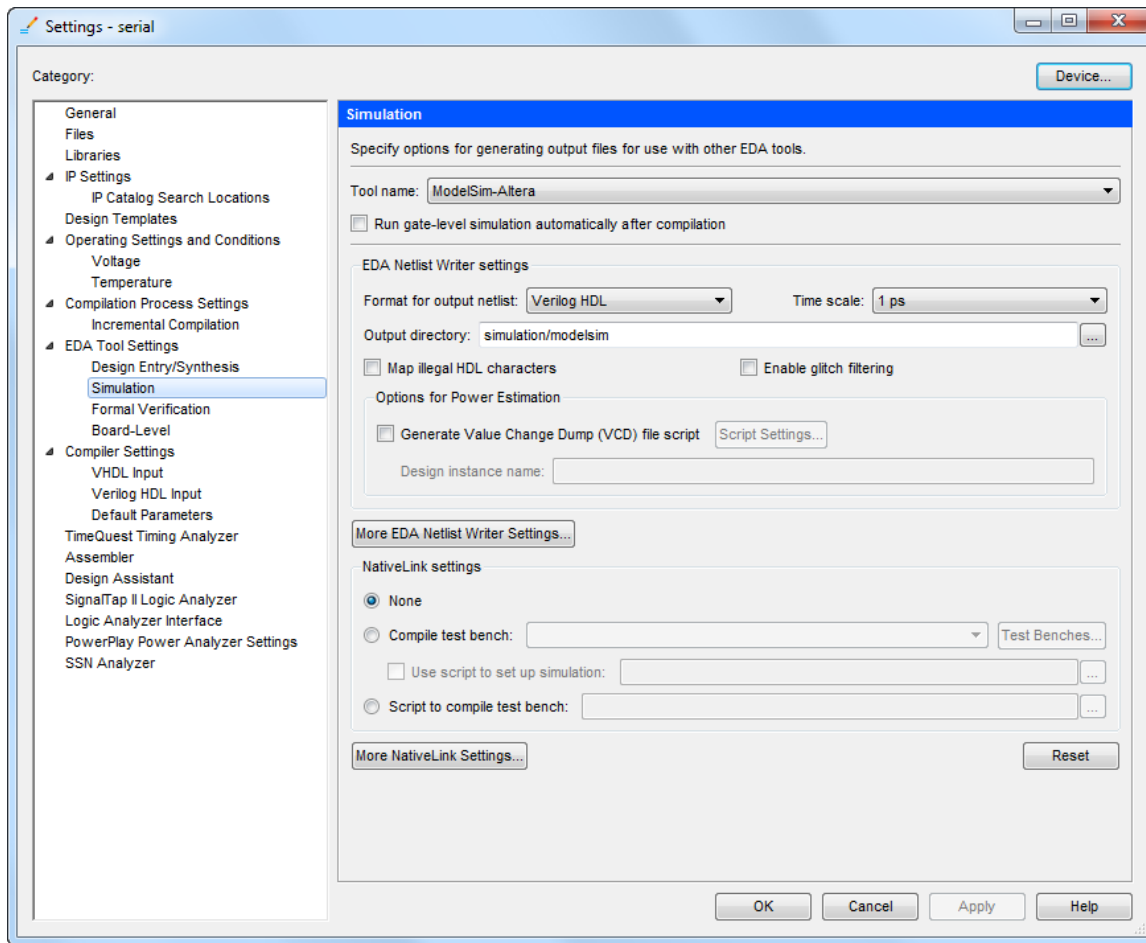 Settings - serial
Category:
Device...
General
Files
Libraries
IP Settings
IP Catalog Search Locations
Design Templates
Operating Settings and Conditions
Voltage
Temperature
Compilation Process Settings
Incremental Compilation
EDA Tool Settings
Design Entry/Synthesis
Simulation
Formal Verification
Board-Level
Compiler Settings
VHDL Input
Verilog HDL Input
Default Parameters
TimeQuest Timing Analyzer
Assembler
Design Assistant
SignalTap II Logic Analyzer
Logic Analyzer Interface
PowerPlay Power Analyzer Settings
SSN Analyzer
Simulation
Specify options for generating output files for use with other EDA tools.
Tool name: ModelSim-Altera
Run gate-level simulation automatically after compilation
EDA Netlist Writer settings
Format for output netlist: Verilog HDL Time scale: 1 ps
Output directory: simulation/modelsim ...
Map illegal HDL characters Enable glitch filtering
Options for Power Estimation
Generate Value Change Dump (VCD) file script Script Settings...
Design instance name:
More EDA Netlist Writer Settings...
NativeLink settings
None
Compile test bench: Test Benches...
Use script to set up simulation: ...
Script to compile test bench: ...
More NativeLink Settings... Reset
OK Cancel Apply Help